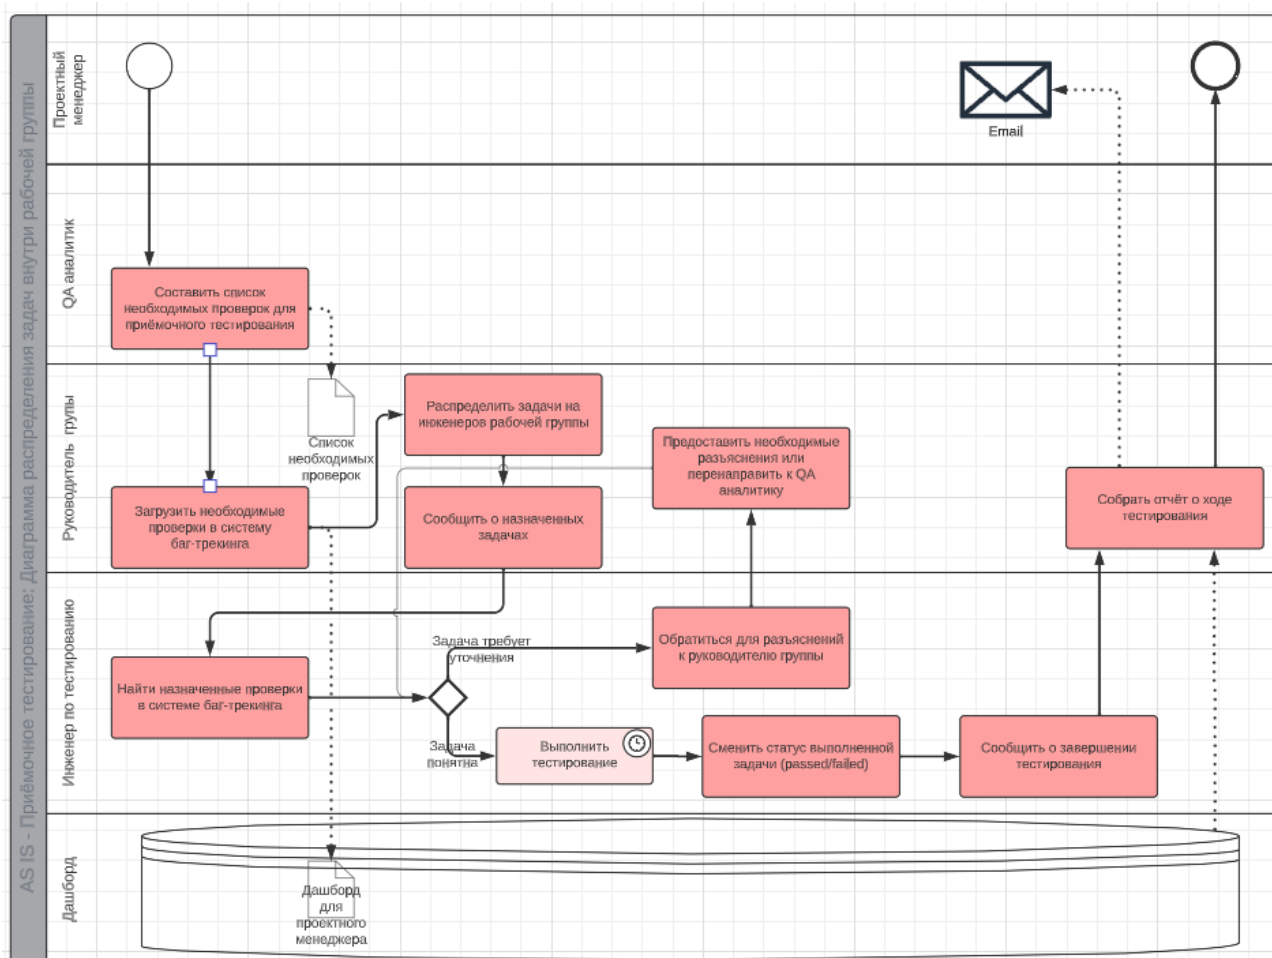 AS IS - Приёмочное тестирование: Диаграмма распределения задач внутри рабочей группы
Проектный
менеджер
Email
QA аналитик
Составить список
необходимых проверок для
приёмочного тестирования
Руководитель групы
Список
необходимых
проверок
Распределить задачи на
инженеров рабочей группы
Предоставить необходимые
разъяснения или
перенаправить к QA
аналитику
Загрузить необходимые
проверки в систему
баг-трекинга
Сообщить о назначенных
задачах
Собрать отчёт о ходе
тестирования
Инженер по тестированию
Задача требует
уточнения
Обратиться для разъяснений
к руководителю группы
Найти назначенные проверки
в системе баг-трекинга
Задача
понятна
Выполнить
тестирование
Сменить статус выполненной
задачи (passed/failed)
Сообщить о завершении
тестирования
Дашборд
Дашборд
для
проектного
менеджера